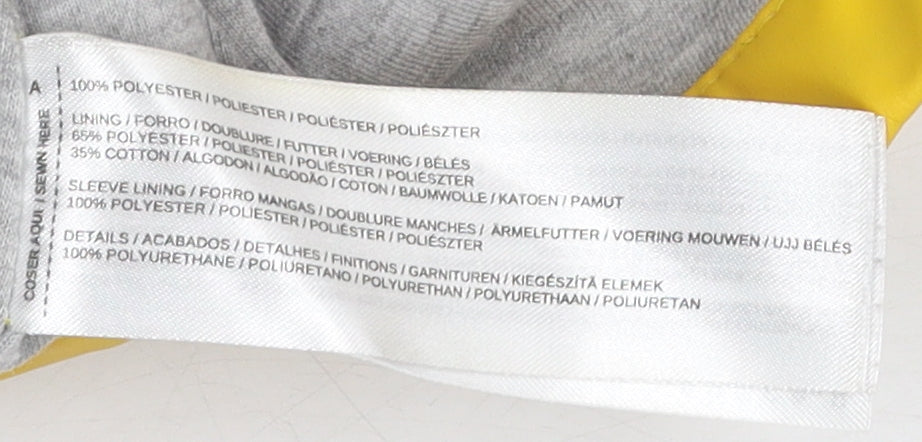 A
COSER AQUI / SEWN HERE
100% POLYESTER / POLIESTER / POLIÉSTER / POLIÉSZTER
LINING / FORRO / DOUBLURE / FUTTER / VOERING / BÉLÉS
65% POLYESTER / POLIESTER / POLIÉSTER / POLIÉSZTER
35% COTTON / ALGODON / ALGODÃO / COTON / BAUMWOLLE / KATOEN / PAMUT
SLEEVE LINING / FORRO MANGAS / DOUBLURE MANCHES / ÄRMELFUTTER / VOERING MOUWEN / UJJ BÉLÉS
100% POLYESTER / POLIESTER / POLIÉSTER / POLIÉSZTER
DETAILS / ACABADOS / DETALHES / FINITIONS / GARNITUREN / KIEGÉSZÍTÃ ELEMEK
100% POLYURETHANE / POLIURETANO / POLYURETHAN / POLYURETHAAN / POLIURETAN